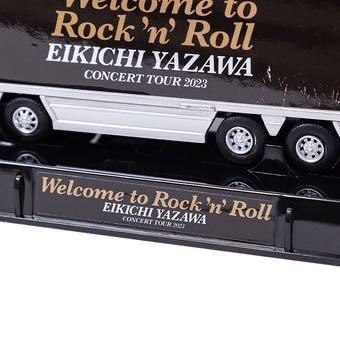 Welcome to
Rock 'n' Roll
EIKICHI YAZAWA
CONCERT TOUR 2023
Welcome to Rock 'n' Roll
EIKICHI YAZAWA
CONCERT TOUR 2023